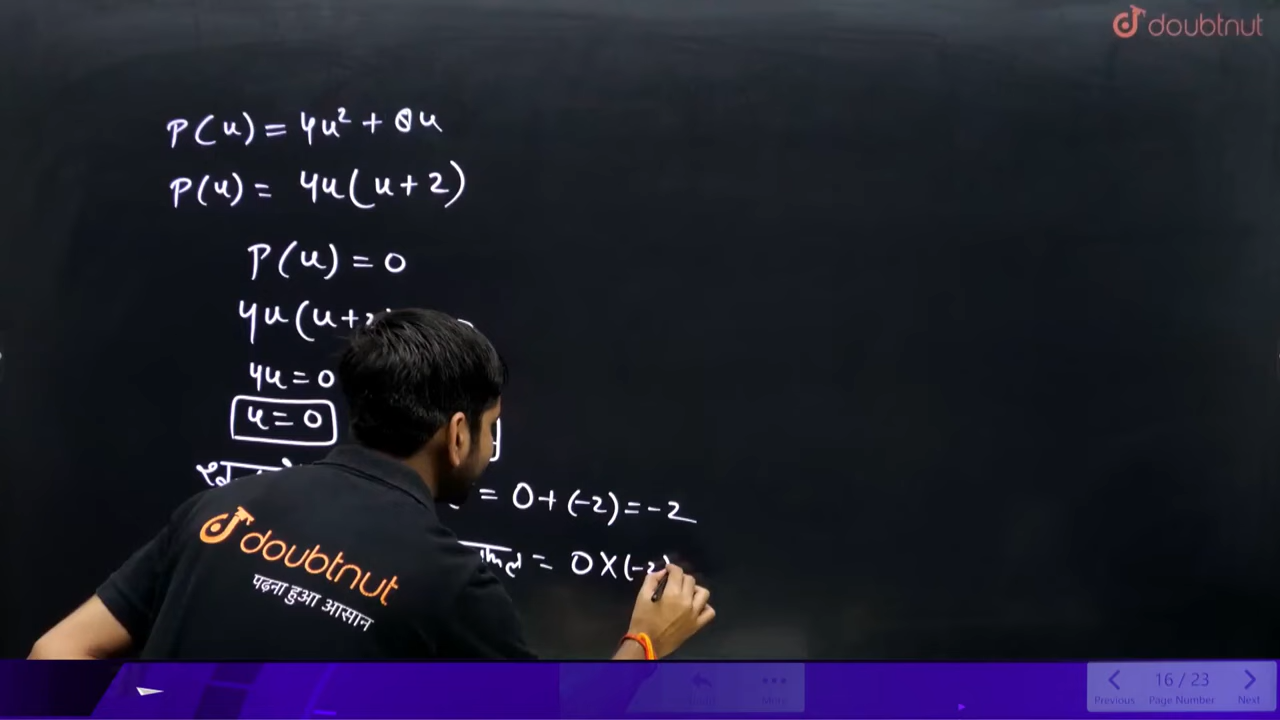 doubtnut
P(u) = 4u² + 8u
P(u) = 4u(u+2)
P(u) = 0
4u(u+2
4u = 0
u = 0
= 0 + (-2) = -2
= 0 × (-2)
doubtnut
पढ़ना हुआ आसान
16 / 23
Previous Page Number Next